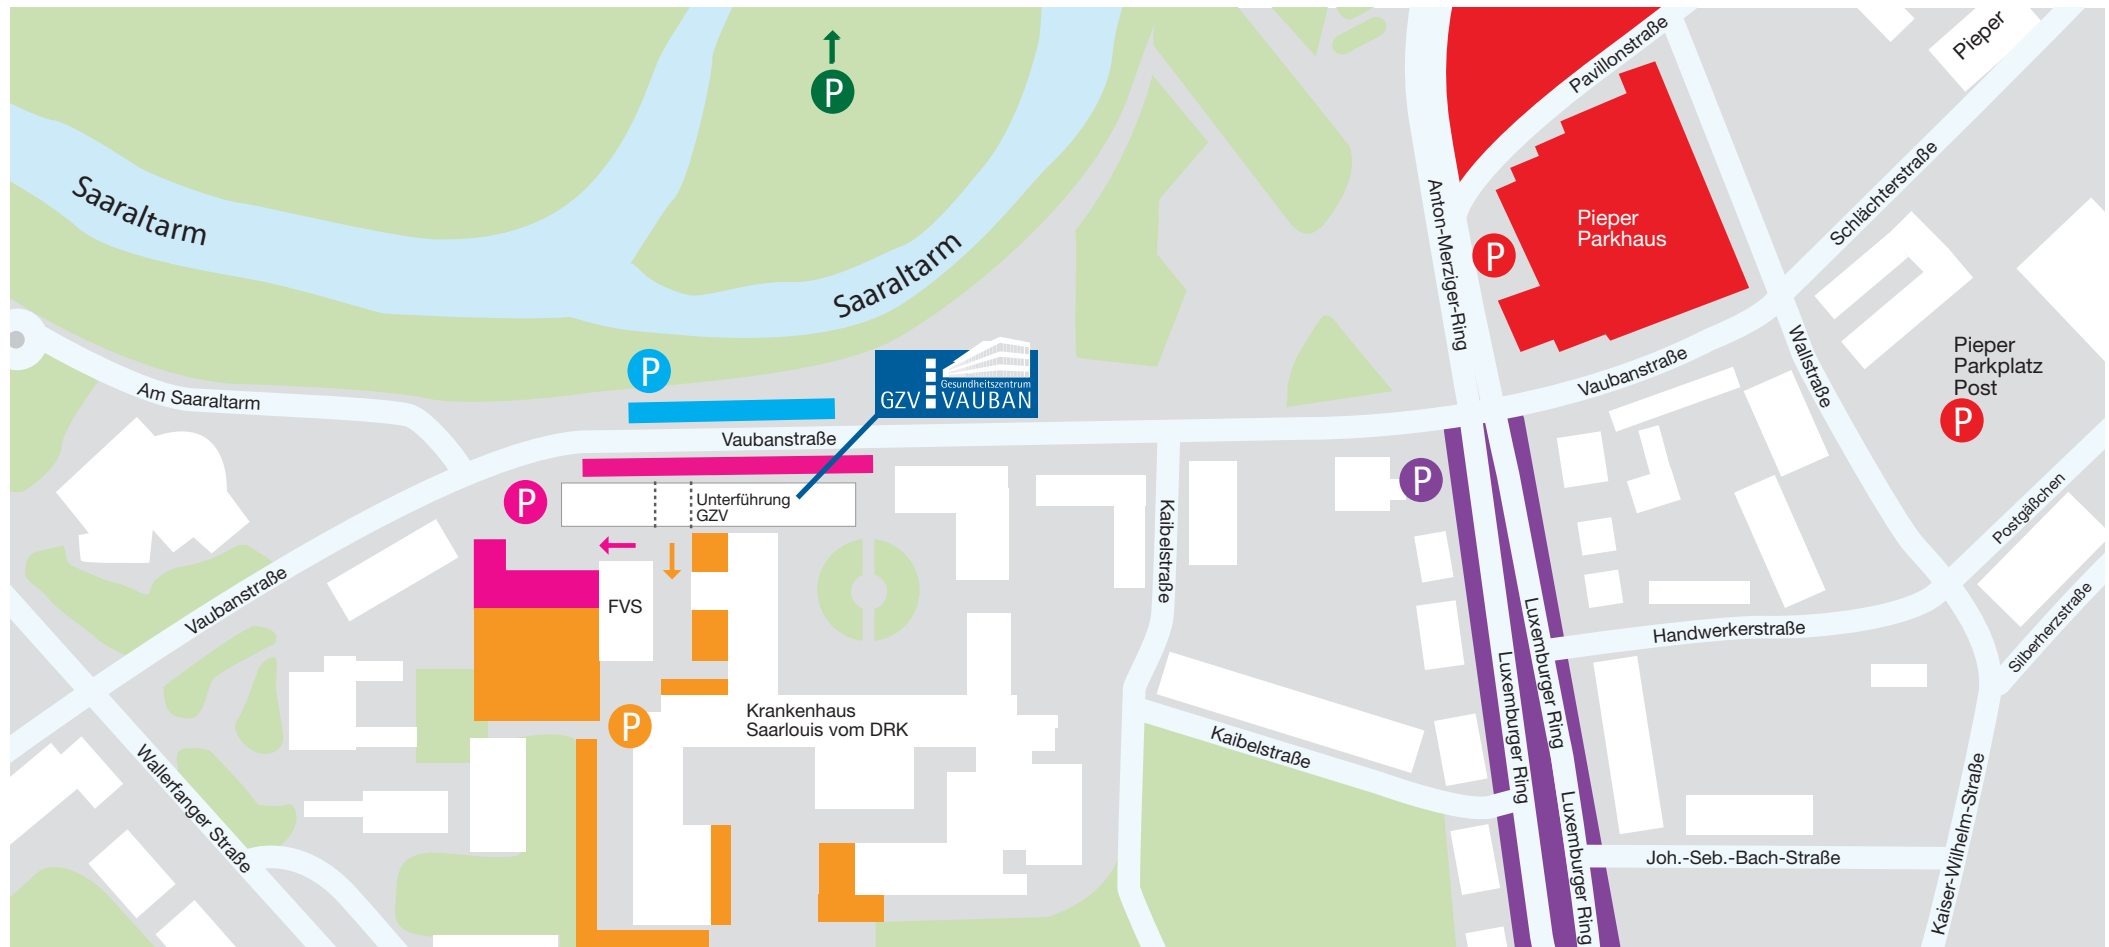 P
Pieper
Pavillonstraße
Saaraltarm
Saaraltarm
Anton-Merziger-Ring
Pieper
Parkhaus
P
Schlächterstraße
Pieper
Parkplatz
Post
P
Wallstraße
Vaubanstraße
P
Gesundheitszentrum
GZV VAUBAN
Am Saaraltarm
Vaubanstraße
P
Unterführung
GZV
P
Kaibelstraße
Postgäßchen
FVS
Vaubanstraße
Luxemburger Ring
Handwerkerstraße
Silberherzstraße
Luxemburger Ring
P
Krankenhaus
Saarlouis vom DRK
Kaibelstraße
Wallerfanger Straße
Luxemburger Ring
Joh.-Seb.-Bach-Straße
Kaiser-Wilhelm-Straße